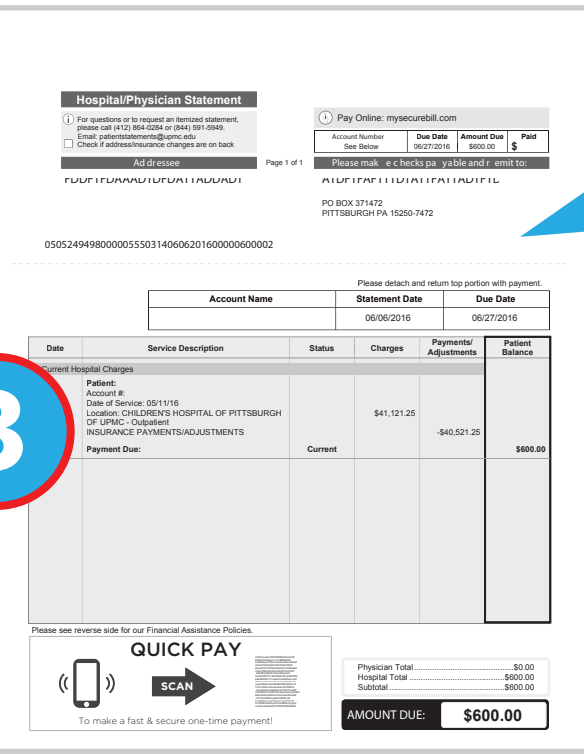 Hospital/Physician Statement
For questions or to request an itemized statement,
please call (412) 864-0284 or (844) 591-5949.
Email: patientstatements@upmc.edu
Check if address/insurance changes are on back
Pay Online: mysecurebill.com
Account Number Due Date Amount Due Paid
See Below 06/27/2016 $600.00 $
Ad dressee
Page 1 of 1
Please mak e c hecks pa yable and r emit to:
PO BOX 371472
PITTSBURGH PA 15250-7472
05052494980000055503140606201600000600002
Please detach and return top portion with payment.
Account Name Statement Date Due Date
06/06/2016 06/27/2016
Date Service Description Status Charges Payments/ Adjustments Patient Balance
Current Hospital Charges
Patient:
Account #:
Date of Service: 05/11/16
Location: CHILDREN'S HOSPITAL OF PITTSBURGH $41,121.25
OF UPMC - Outpatient
INSURANCE PAYMENTS/ADJUSTMENTS -$40,521.25
Payment Due: Current $600.00
3
Please see reverse side for our Financial Assistance Policies.
QUICK PAY
SCAN
To make a fast & secure one-time payment!
Physician Total $0.00
Hospital Total $600.00
Subtotal $600.00
AMOUNT DUE: $600.00